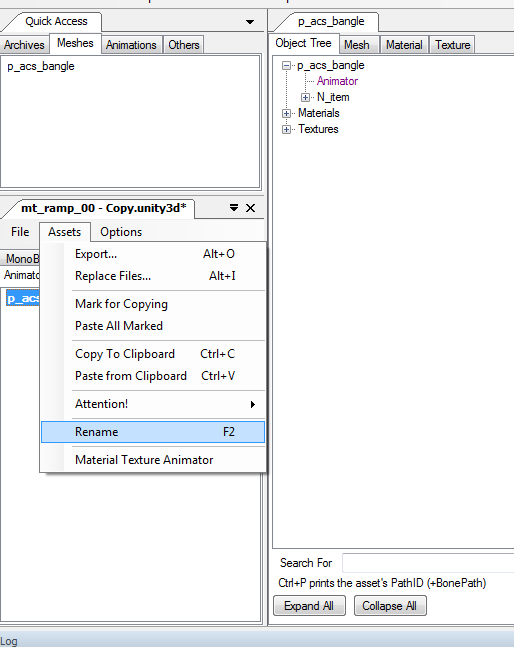 Quick Access
Archives Meshes Animations Others
p_acs_bangle
mt_ramp_00 - Copy.unity3d*
File Assets Options
MonoB
Animato
p_acs
Export... Alt+O
Replace Files... Alt+I
Mark for Copying
Paste All Marked
Copy To Clipboard Ctrl+C
Paste from Clipboard Ctrl+V
Attention!
Rename F2
Material Texture Animator
p_acs_bangle
Object Tree Mesh Material Texture
p_acs_bangle
Animator
N_item
Materials
Textures
Search For
Ctrl+P prints the asset's PathID (+BonePath)
Expand All Collapse All
Log